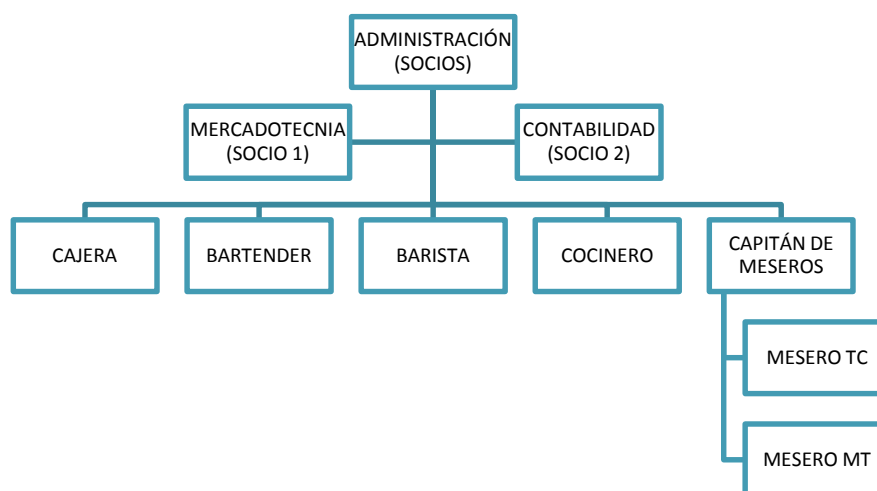 ADMINISTRACIÓN
(SOCIOS)
MERCADOTECNIA
(SOCIO 1)
CONTABILIDAD
(SOCIO 2)
CAJERA
BARTENDER
BARISTA
COCINERO
CAPITÁN DE
MESEROS
MESERO TC
MESERO MT